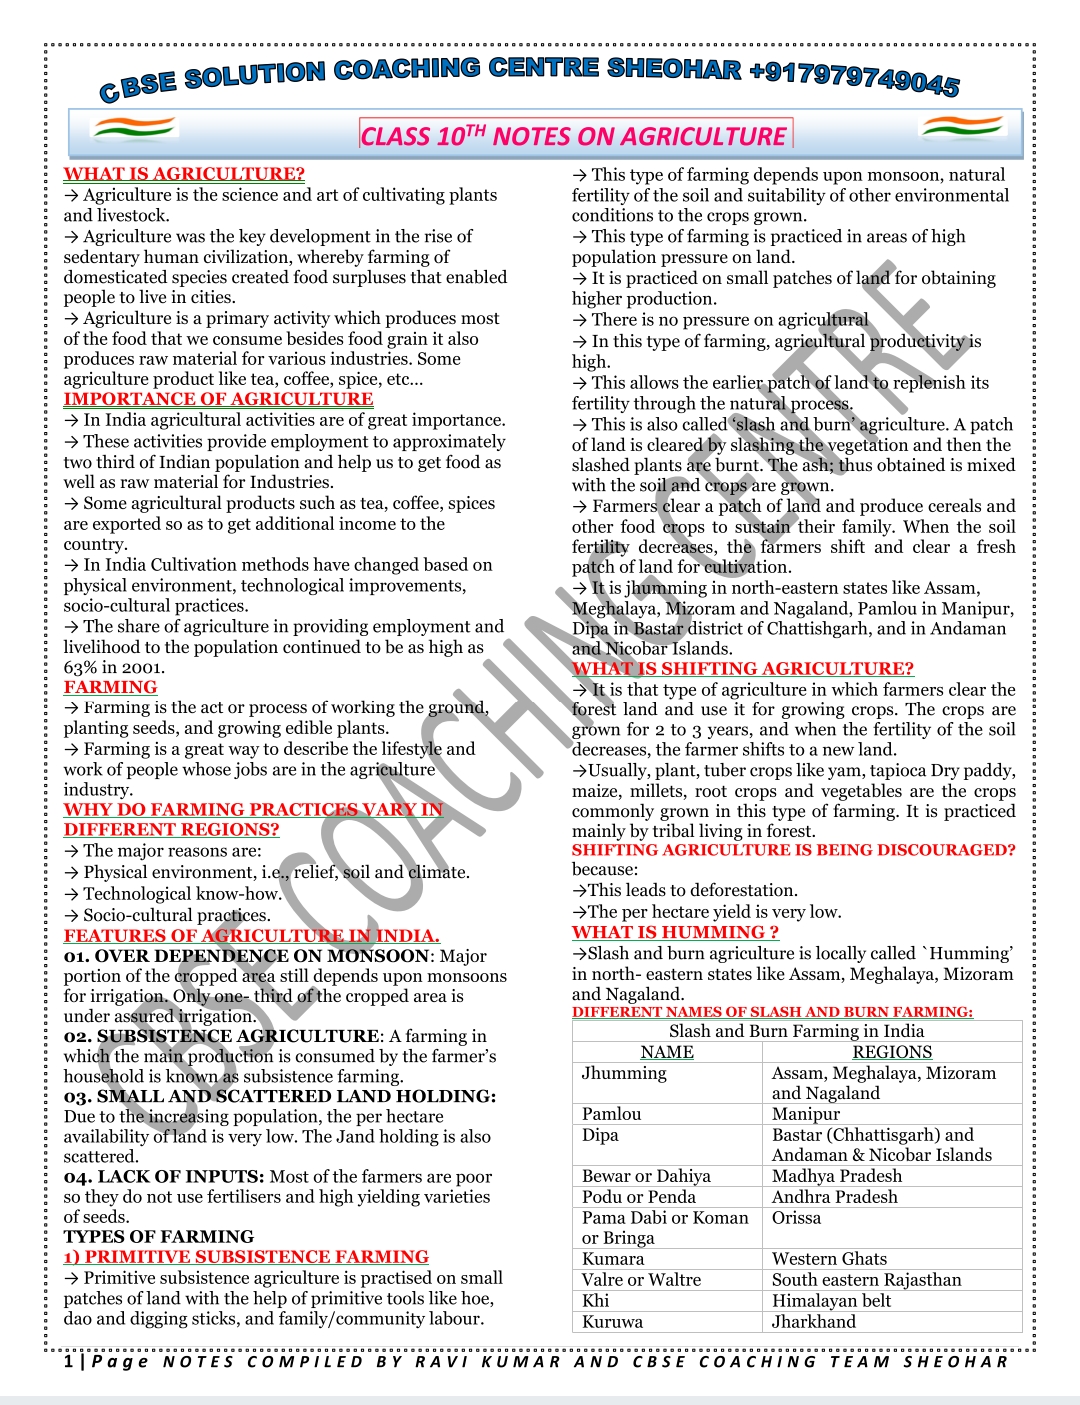 CBSE SOLUTION COACHING CENTRE SHEOHAR +917979749045
CLASS 10TH NOTES ON AGRICULTURE
WHAT IS AGRICULTURE?
→ Agriculture is the science and art of cultivating plants
and livestock.
→ Agriculture was the key development in the rise of
sedentary human civilization, whereby farming of
domesticated species created food surpluses that enabled
people to live in cities.
→ Agriculture is a primary activity which produces most
of the food that we consume besides food grain it also
produces raw material for various industries. Some
agriculture product like tea, coffee, spice, etc...
IMPORTANCE OF AGRICULTURE
→ In India agricultural activities are of great importance.
→ These activities provide employment to approximately
two third of Indian population and help us to get food as
well as raw material for Industries.
→ Some agricultural products such as tea, coffee, spices
are exported so as to get additional income to the
country.
→ In India Cultivation methods have changed based on
physical environment, technological improvements,
socio-cultural practices.
→ The share of agriculture in providing employment and
livelihood to the population continued to be as high as
63% in 2001.
FARMING
→ Farming is the act or process of working the ground,
planting seeds, and growing edible plants.
→ Farming is a great way to describe the lifestyle and
work of people whose jobs are in the agriculture
industry.
WHY DO FARMING PRACTICES VARY IN
DIFFERENT REGIONS?
→ The major reasons are:
→ Physical environment, i.e., relief, soil and climate.
→ Technological know-how.
→ Socio-cultural practices.
FEATURES OF AGRICULTURE IN INDIA.
01. OVER DEPENDENCE ON MONSOON: Major
portion of the cropped area still depends upon monsoons
for irrigation. Only one- third of the cropped area is
under assured irrigation.
02. SUBSISTENCE AGRICULTURE: A farming in
which the main production is consumed by the farmer's
household is known as subsistence farming.
03. SMALL AND SCATTERED LAND HOLDING:
Due to the increasing population, the per hectare
availability of land is very low. The Jand holding is also
scattered.
04. LACK OF INPUTS: Most of the farmers are poor
so they do not use fertilisers and high yielding varieties
of seeds.
TYPES OF FARMING
1) PRIMITIVE SUBSISTENCE FARMING
→ Primitive subsistence agriculture is practised on small
patches of land with the help of primitive tools like hoe,
dao and digging sticks, and family/community labour.
→ This type of farming depends upon monsoon, natural
fertility of the soil and suitability of other environmental
conditions to the crops grown.
→ This type of farming is practiced in areas of high
population pressure on land.
→ It is practiced on small patches of land for obtaining
higher production.
→ There is no pressure on agricultural
→ In this type of farming, agricultural productivity is
high.
→ This allows the earlier patch of land to replenish its
fertility through the natural process.
→ This is also called 'slash and burn' agriculture. A patch
of land is cleared by slashing the vegetation and then the
slashed plants are burnt. The ash: thus obtained is mixed
with the soil and crops are grown.
→ Farmers clear a patch of land and produce cereals and
other food crops to sustain their family. When the soil
fertility decreases, the farmers shift and clear a fresh
patch of land for cultivation.
→ It is jhumming in north-eastern states like Assam,
Meghalaya, Mizoram and Nagaland, Pamlou in Manipur,
Dipa in Bastar district of Chattishgarh, and in Andaman
and Nicobar Islands.
WHAT IS SHIFTING AGRICULTURE?
→ It is that type of agriculture in which farmers clear the
forest land and use it for growing crops. The crops are
grown for 2 to 3 years, and when the fertility of the soil
decreases, the farmer shifts to a new land.
→Usually, plant, tuber crops like yam, tapioca Dry paddy,
maize, millets, root crops and vegetables are the crops
commonly grown in this type of farming. It is practiced
mainly by tribal living in forest.
SHIFTING AGRICULTURE IS BEING DISCOURAGED?
because:
→This leads to deforestation.
→The per hectare yield is very low.
WHAT IS HUMMING ?
→Slash and burn agriculture is locally called `Humming'
in north- eastern states like Assam, Meghalaya, Mizoram
and Nagaland.
DIFFERENT NAMES OF SLASH AND BURN FARMING:
Slash and Burn Farming in India
NAME REGIONS
Jhumming Assam, Meghalaya, Mizoram
and Nagaland
Pamlou Manipur
Dipa Bastar (Chhattisgarh) and
Andaman & Nicobar Islands
Bewar or Dahiya Madhya Pradesh
Podu or Penda Andhra Pradesh
Pama Dabi or Koman Orissa
or Bringa
Kumara Western Ghats
Valre or Waltre South eastern Rajasthan
Khi Himalayan belt
Kuruwa Jharkhand
CBSE COACHING CENTRE
1 | Page NOTES COMPILED BY RAVI KUMAR AND CBSE COACHING TEAM SHEOHAR